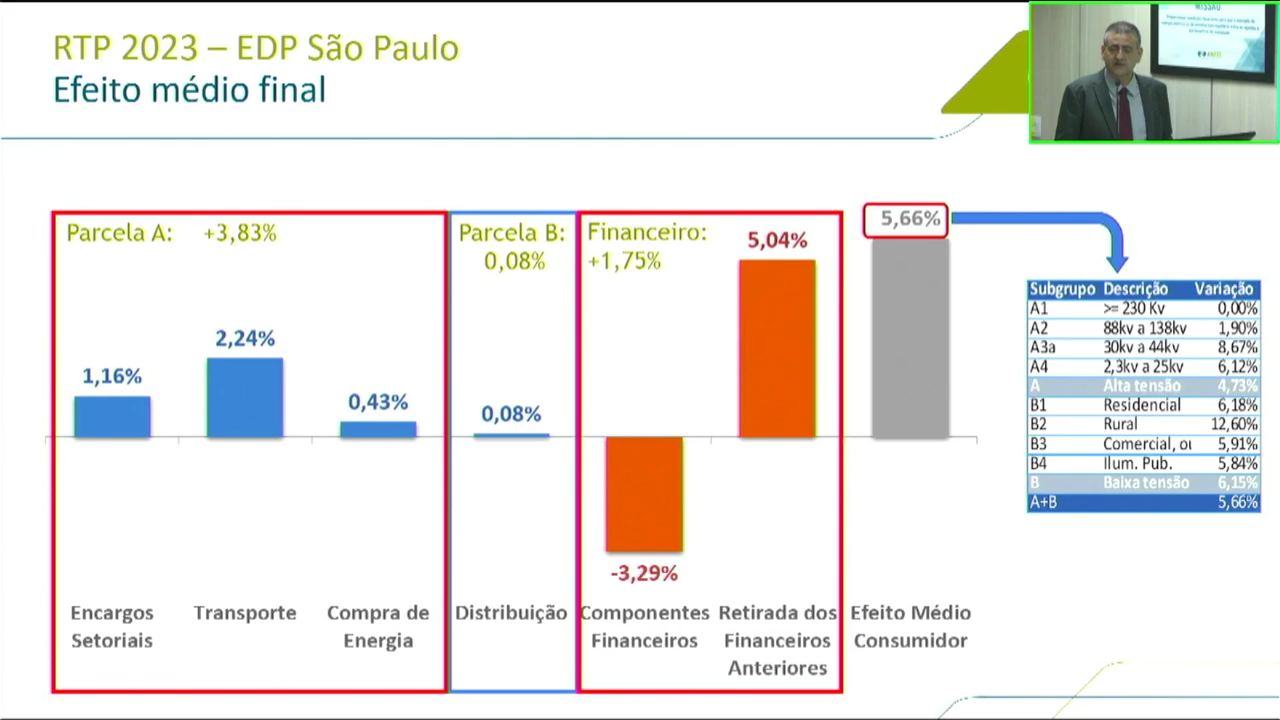 RTP 2023 – EDP São Paulo
Efeito médio final
MISSÃO
ANEEL
Parcela A: +3,83%
Parcela B:
0,08%
Financeiro:
+1,75%
1,16%
2,24%
0,43%
0,08%
-3,29%
5,04%
5,66%
Encargos
Setoriais
Transporte
Compra de
Energia
Distribuição
Componentes
Financeiros
Retirada dos
Financeiros
Anteriores
Efeito Médio
Consumidor
Subgrupo Descrição Variação
A1 >= 230 Kv 0,00%
A2 88kv a 138kv 1,90%
A3a 30kv a 44kv 8,67%
A4 2,3kv a 25kv 6,12%
A Alta tensão 4,73%
B1 Residencial 6,18%
B2 Rural 12,60%
B3 Comercial, ou 5,91%
B4 Ilum. Pub. 5,84%
B Baixa tensão 6,15%
A+B 5,66%